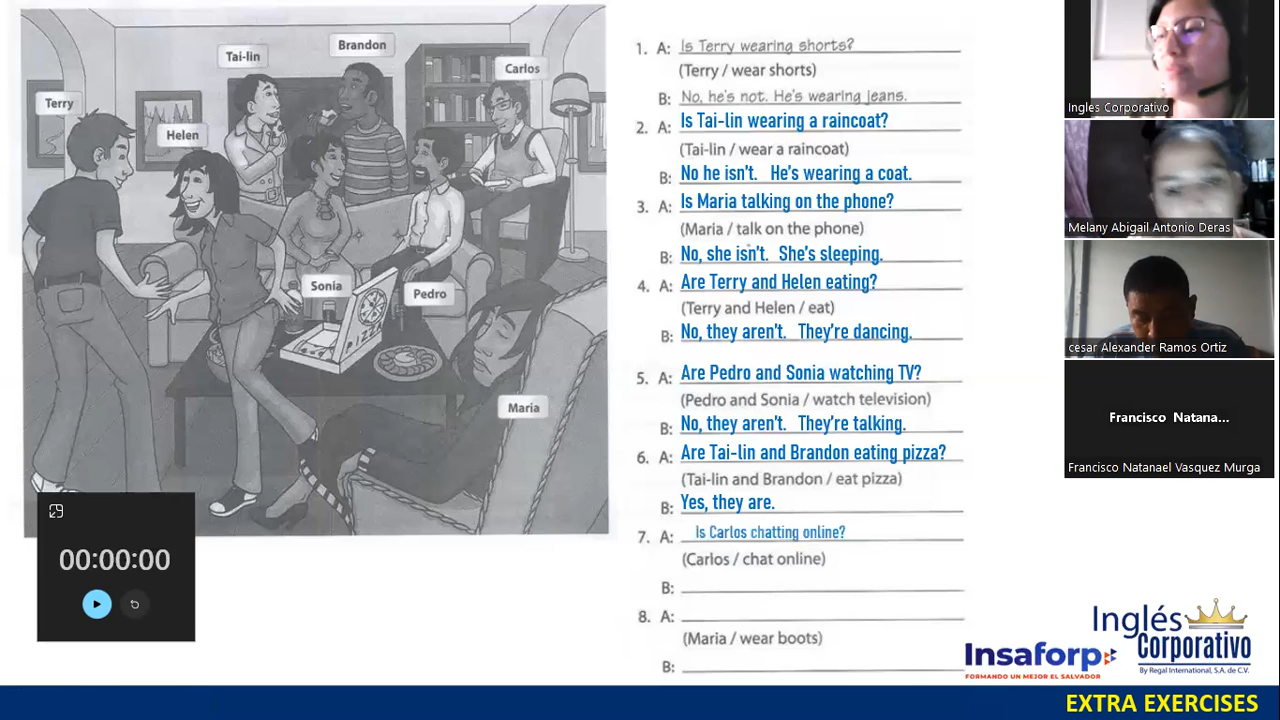 Brandon
Tai-lin
Carlos
Terry
Helen
Sonia
Pedro
Maria
00:00:00
1. A: Is Terry wearing shorts?
(Terry / wear shorts)
B: No, he's not. He's wearing jeans.
2. A: Is Tai-lin wearing a raincoat?
(Tai-lin / wear a raincoat)
B: No he isn't. He's wearing a coat.
3. A: Is Maria talking on the phone?
(Maria / talk on the phone)
B: No, she isn't. She's sleeping.
4. A: Are Terry and Helen eating?
(Terry and Helen / eat)
B: No, they aren't. They're dancing.
5. A: Are Pedro and Sonia watching TV?
(Pedro and Sonia / watch television)
B: No, they aren't. They're talking.
6. A: Are Tai-lin and Brandon eating pizza?
(Tai-lin and Brandon / eat pizza)
B: Yes, they are.
7. A: Is Carlos chatting online?
(Carlos / chat online)
B:
8. A:
(Maria / wear boots)
B:
Ingles Corporativo
Melany Abigail Antonio Deras
cesar Alexander Ramos Ortiz
Francisco Natana...
Francisco Natanael Vasquez Murga
Insaforp
FORMANDO UN MEJOR EL SALVADOR
Inglés
Corporativo
By Regal International, S.A. de C.V.
EXTRA EXERCISES